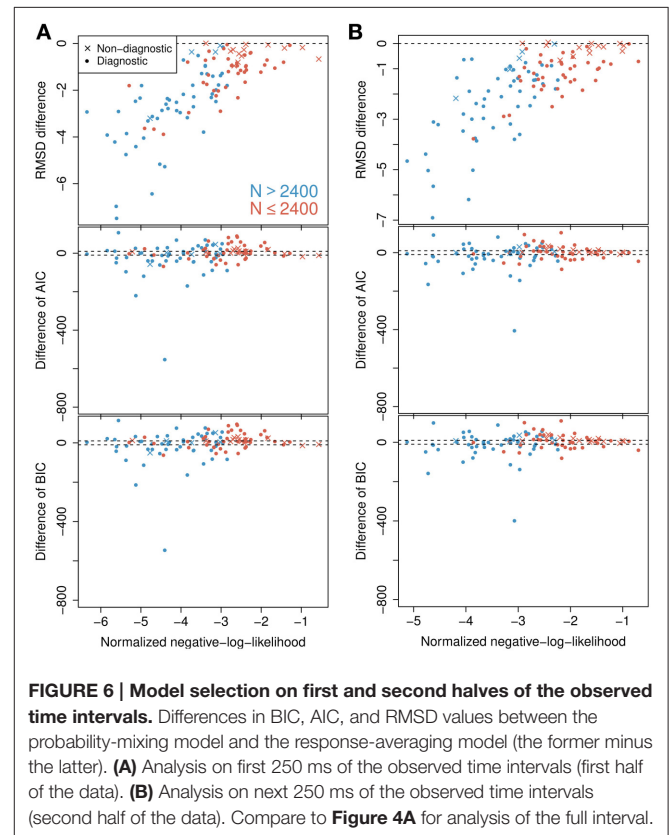 A
B
× Non-diagnostic
• Diagnostic
RMSD difference
0
−2
−4
−6
N > 2400
N ≤ 2400
RMSD difference
0
−1
−3
−5
−7
Difference of AIC
0
−400
−800
Difference of AIC
0
−400
−800
Difference of BIC
0
−400
−800
Difference of BIC
0
−400
−800
−6 −5 −4 −3 −2 −1
−5 −4 −3 −2 −1
Normalized negative-log-likelihood
Normalized negative-log-likelihood
FIGURE 6 | Model selection on first and second halves of the observed
time intervals. Differences in BIC, AIC, and RMSD values between the
probability-mixing model and the response-averaging model (the former minus
the latter). (A) Analysis on first 250 ms of the observed time intervals (first half
of the data). (B) Analysis on next 250 ms of the observed time intervals
(second half of the data). Compare to Figure 4A for analysis of the full interval.